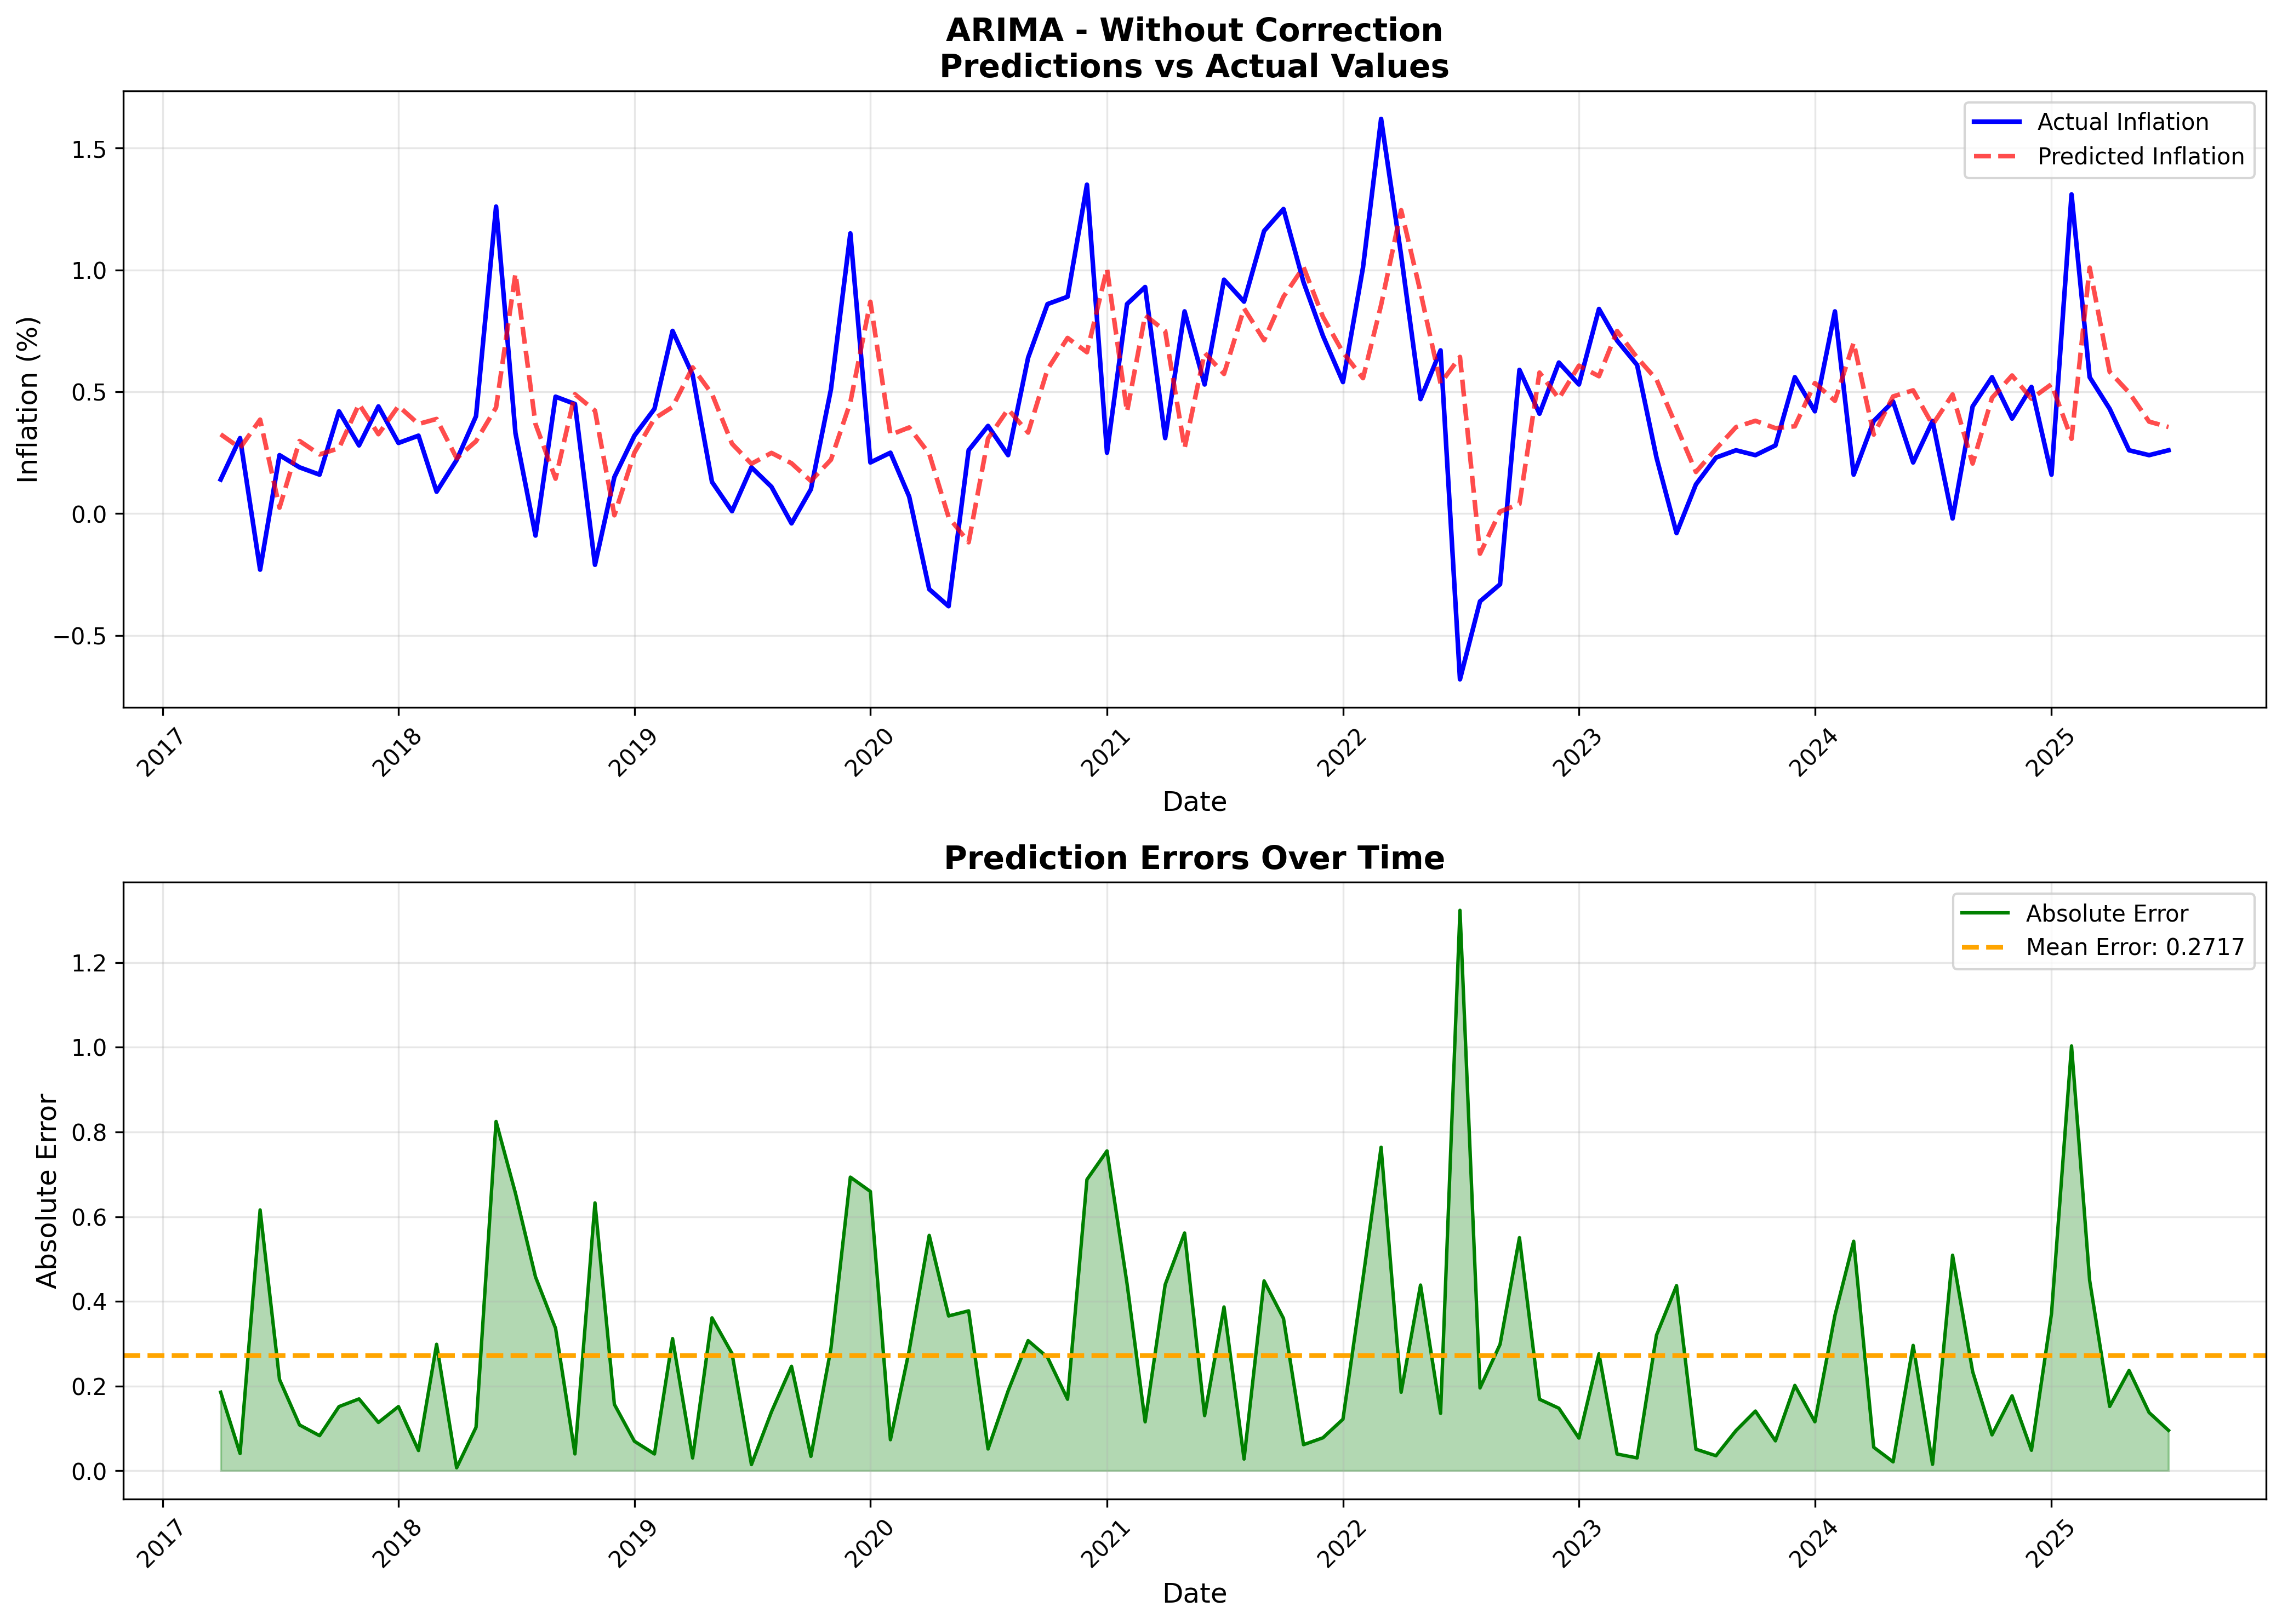 ARIMA - Without Correction
Predictions vs Actual Values
Actual Inflation
Predicted Inflation
Inflation (%)
1.5
1.0
0.5
0.0
−0.5
2017
2018
2019
2020
2021
2022
2023
2024
2025
Date
Prediction Errors Over Time
Absolute Error
Mean Error: 0.2717
Absolute Error
1.2
1.0
0.8
0.6
0.4
0.2
0.0
2017
2018
2019
2020
2021
2022
2023
2024
2025
Date